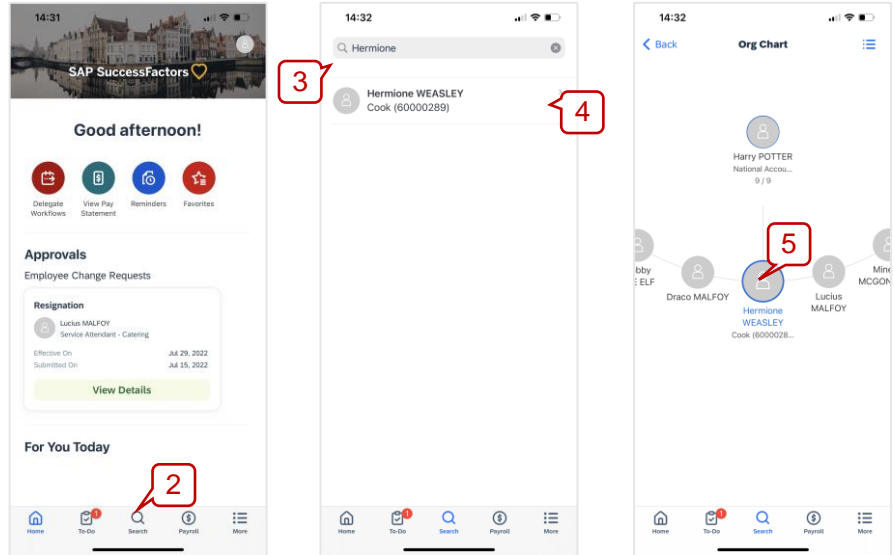 14:31
SAP SuccessFactors
Good afternoon!
Delegate
Workflows
View Pay
Statement
Reminders
Favorites
Approvals
Employee Change Requests
Resignation
Lucius MALFOY
Service Attendant - Catering
Effective On
Jul 29, 2022
Submitted On
Jul 15, 2022
View Details
For You Today
2
Home
1
To-Do
Search
Payroll
More
14:32
Hermione
3
Hermione WEASLEY
Cook (60000289)
4
Home
1
To-Do
Search
Payroll
More
14:32
Back
Org Chart
Harry POTTER
National Accou...
9 / 9
5
bby
ELF
Draco MALFOY
Hermione
WEASLEY
Cook (6000028...
Lucius
MALFOY
Mine
MCGON
Home
1
To-Do
Search
Payroll
More